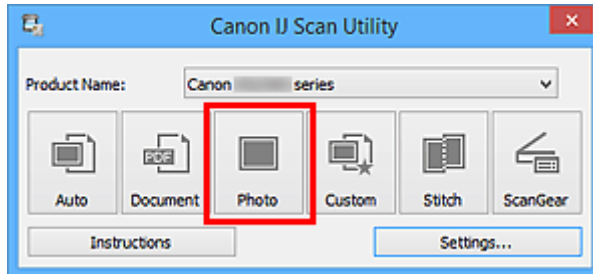 Canon IJ Scan Utility
Product Name: Canon series
PDF
Auto Document Photo Custom Stitch ScanGear
Instructions Settings...